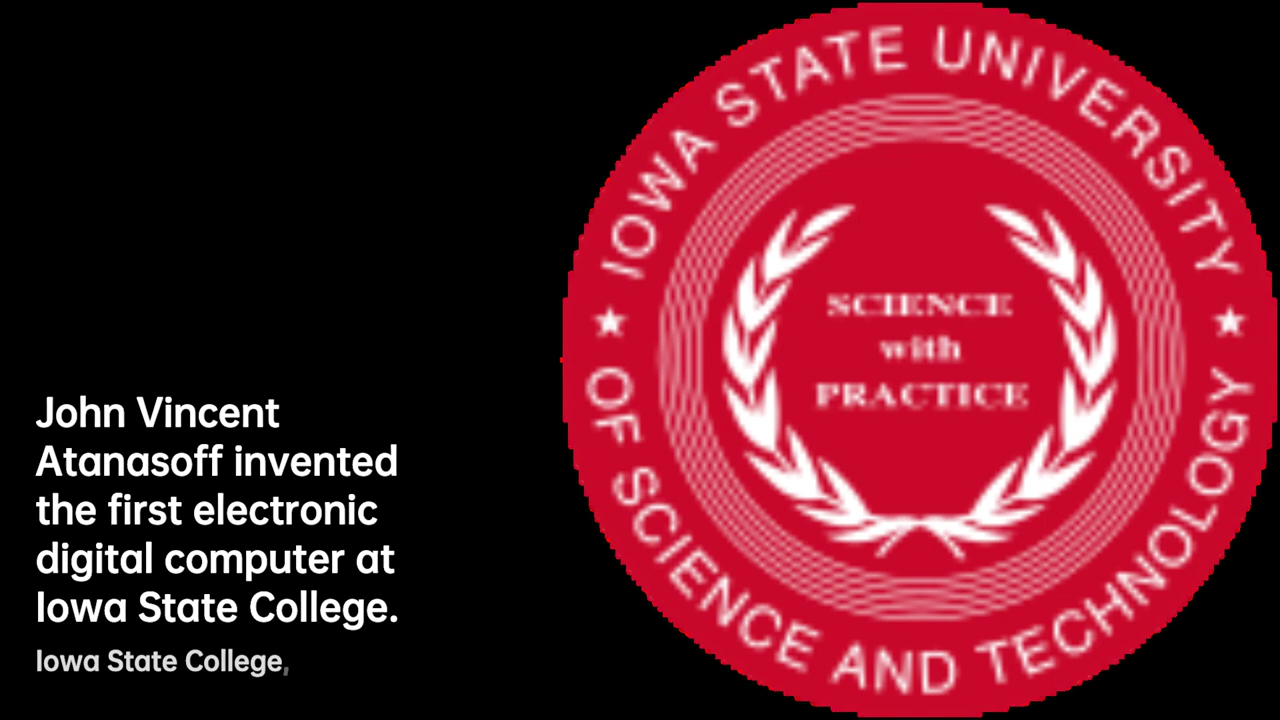 John Vincent
Atanasoff invented
the first electronic
digital computer at
Iowa State College.
Iowa State College,
IOWA STATE UNIVERSITY
OF SCIENCE AND TECHNOLOGY
SCIENCE
with
PRACTICE